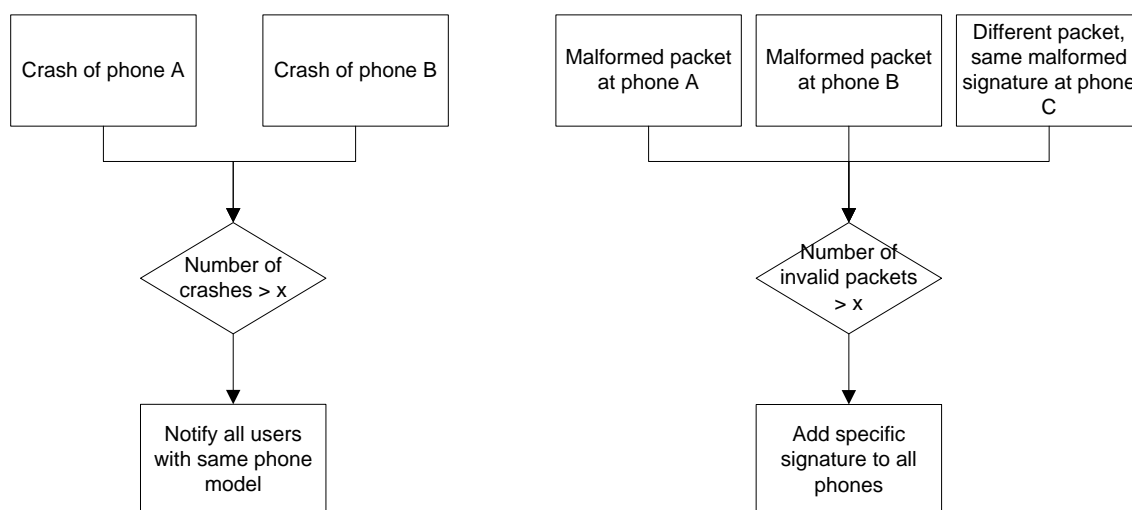 Crash of phone A
Crash of phone B
Malformed packet
at phone A
Malformed packet
at phone B
Different packet,
same malformed
signature at phone
C
Number of
crashes > x
Number of
invalid packets
> x
Notify all users
with same phone
model
Add specific
signature to all
phones